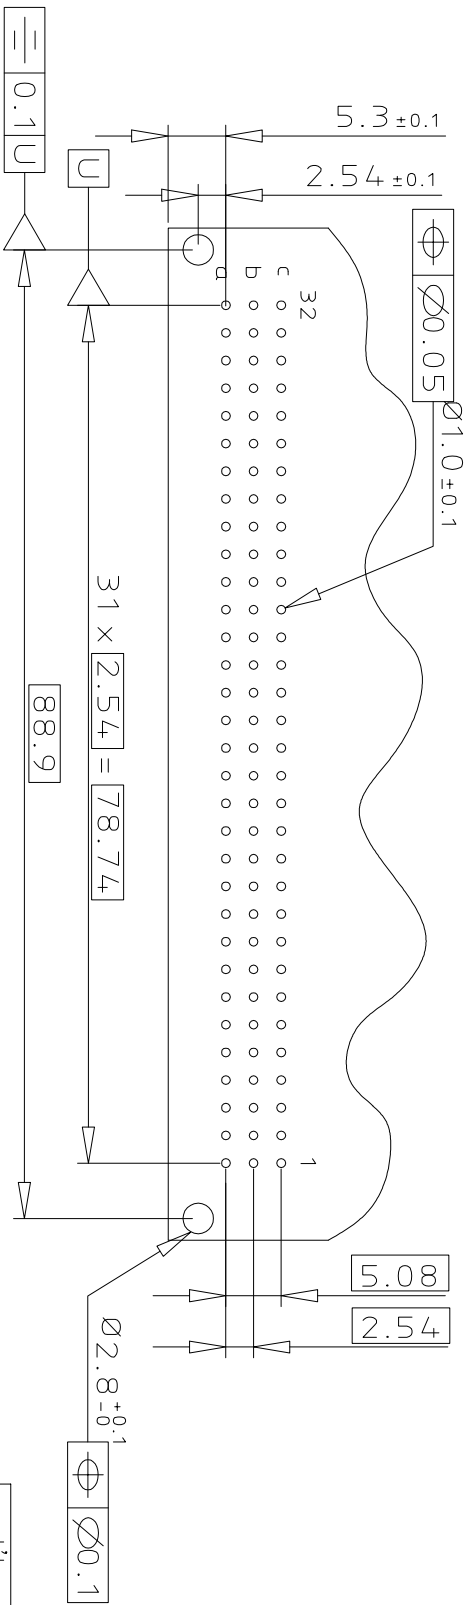 5.3 ±0.1
2.54 ±0.1
⌖ Ø0.05
Ø1.0 ±0.1
⌯ 0.1 U
U
a
b
c
32
31 × 2.54 = 78.74
88.9
1
5.08
2.54
Ø2.8 +0.1 -0
⌖ Ø0.1